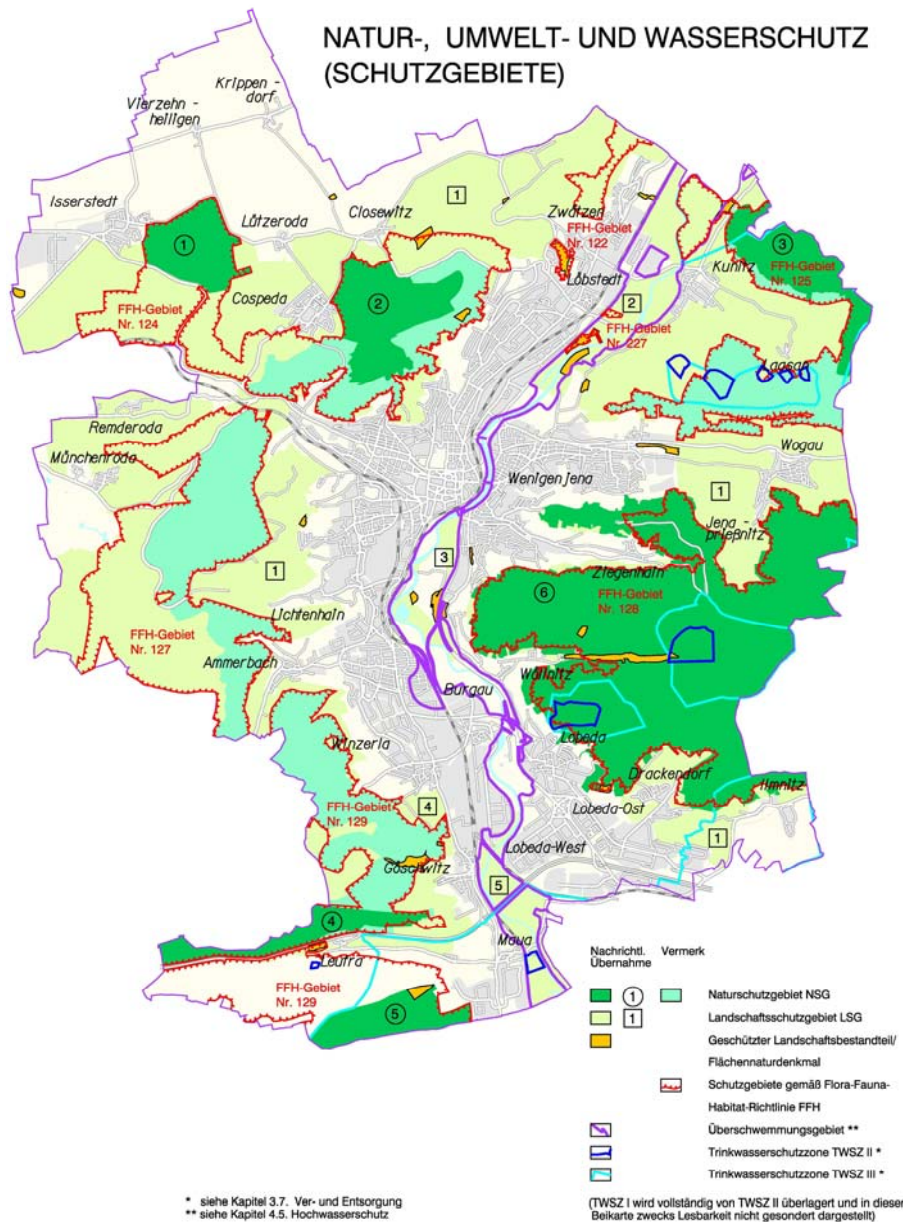 NATUR-, UMWELT- UND WASSERSCHUTZ
(SCHUTZGEBIETE)
Krippen -
dorf
Vierzehn -
heiligen
Isserstedt
Lützeroda
Closewitz
1
Zwätzen
FFH-Gebiet
Nr. 122
1
3
Löbstedt
Kunitz
FFH-Gebiet
Nr. 125
2
Cospeda
2
FFH-Gebiet
Nr. 124
FFH-Gebiet
Nr. 227
Laasan
Remderoda
Münchenroda
Wogau
Wenigenjena
1
Jena -
prießnitz
3
1
Ziegenhain
6
FFH-Gebiet
Nr. 128
Lichtenhain
FFH-Gebiet
Nr. 127
Ammerbach
Wöllnitz
Burgau
Lobeda
Winzerla
Drackendorf
Ilmnitz
FFH-Gebiet
Nr. 129
4
Lobeda-Ost
1
Lobeda-West
Göschwitz
5
4
Maua
Leutra
FFH-Gebiet
Nr. 129
5
Nachrichtl. Vermerk
Übernahme
1 Naturschutzgebiet NSG
1 Landschaftsschutzgebiet LSG
Geschützter Landschaftsbestandteil/
Flächennaturdenkmal
Schutzgebiete gemäß Flora-Fauna-
Habitat-Richtlinie FFH
Überschwemmungsgebiet **
Trinkwasserschutzzone TWSZ II *
Trinkwasserschutzzone TWSZ III *
* siehe Kapitel 3.7. Ver- und Entsorgung
** siehe Kapitel 4.5. Hochwasserschutz
(TWSZ I wird vollständig von TWSZ II überlagert und in dieser
Beikarte zwecks Lesbarkeit nicht gesondert dargestellt)